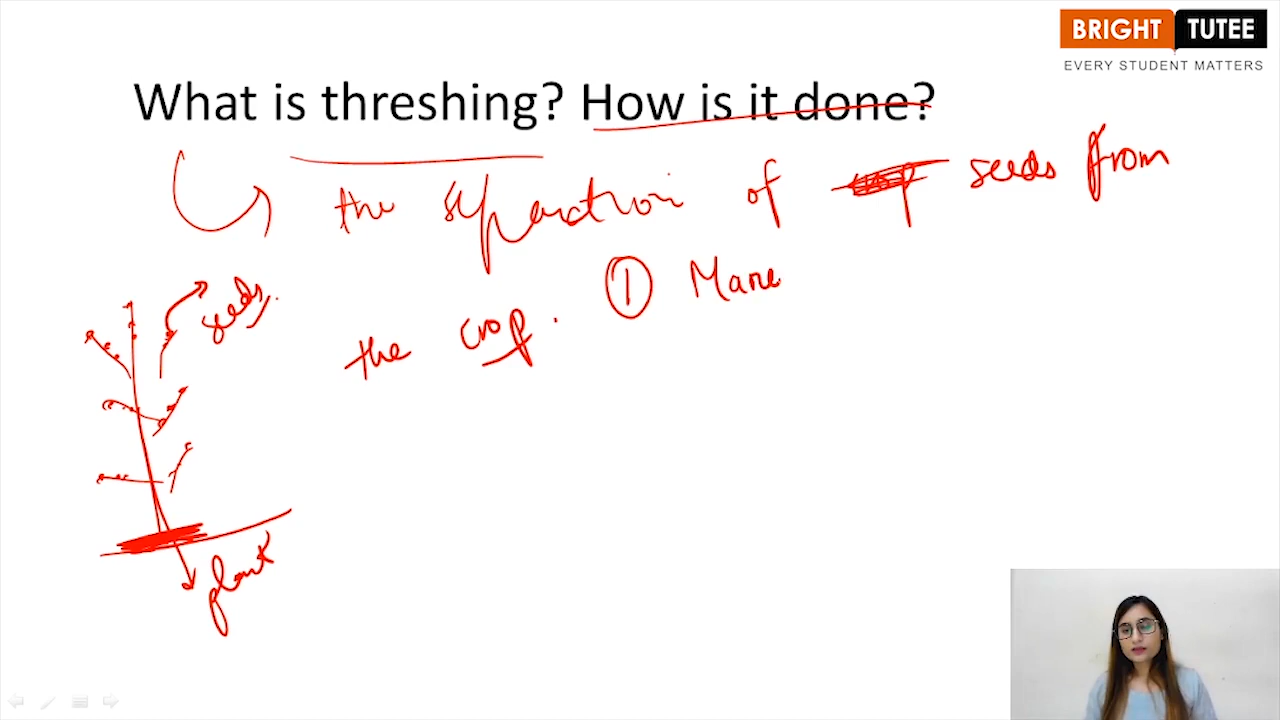 BRIGHT TUTEE
EVERY STUDENT MATTERS
What is threshing? How is it done?
the separation of seeds from
the crop. ① Manu
seeds.
plant